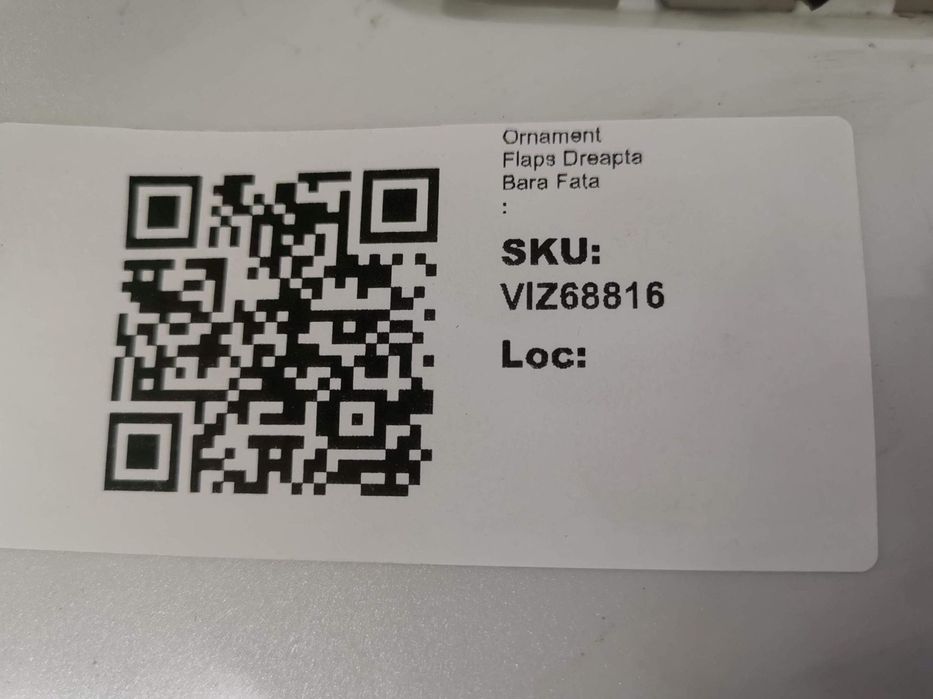 Ornament
Flaps Dreapta
Bara Fata
:
SKU:
VIZ68816
Loc: